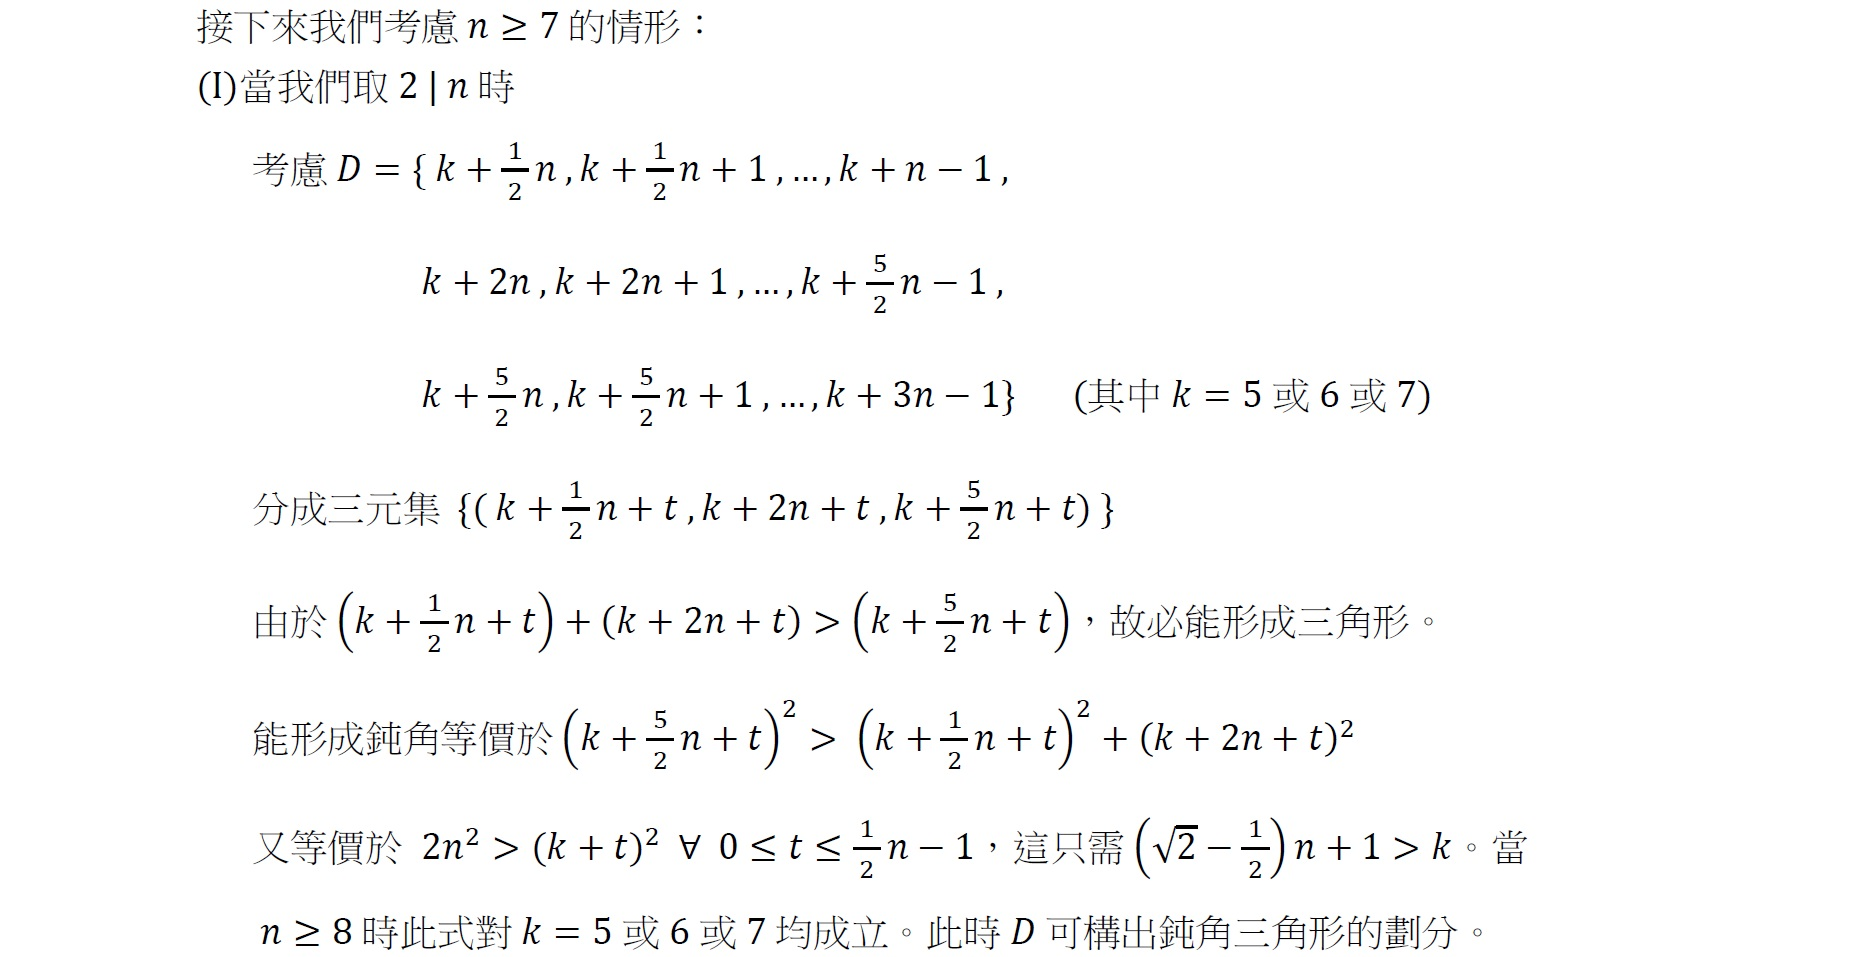 接下來我們考慮 n ≥ 7 的情形：
(I)當我們取 2 | n 時
考慮 D = { k + 1/2 n , k + 1/2 n + 1 , … , k + n − 1 ,
k + 2n , k + 2n + 1 , … , k + 5/2 n − 1 ,
k + 5/2 n , k + 5/2 n + 1 , … , k + 3n − 1} (其中 k = 5 或 6 或 7)
分成三元集 {( k + 1/2 n + t , k + 2n + t , k + 5/2 n + t) }
由於 (k + 1/2 n + t) + (k + 2n + t) > (k + 5/2 n + t)，故必能形成三角形。
能形成鈍角等價於 (k + 5/2 n + t)² > (k + 1/2 n + t)² + (k + 2n + t)²
又等價於 2n² > (k + t)² ∀ 0 ≤ t ≤ 1/2 n − 1，這只需 (√2 − 1/2) n + 1 > k。當
n ≥ 8 時此式對 k = 5 或 6 或 7 均成立。此時 D 可構出鈍角三角形的劃分。